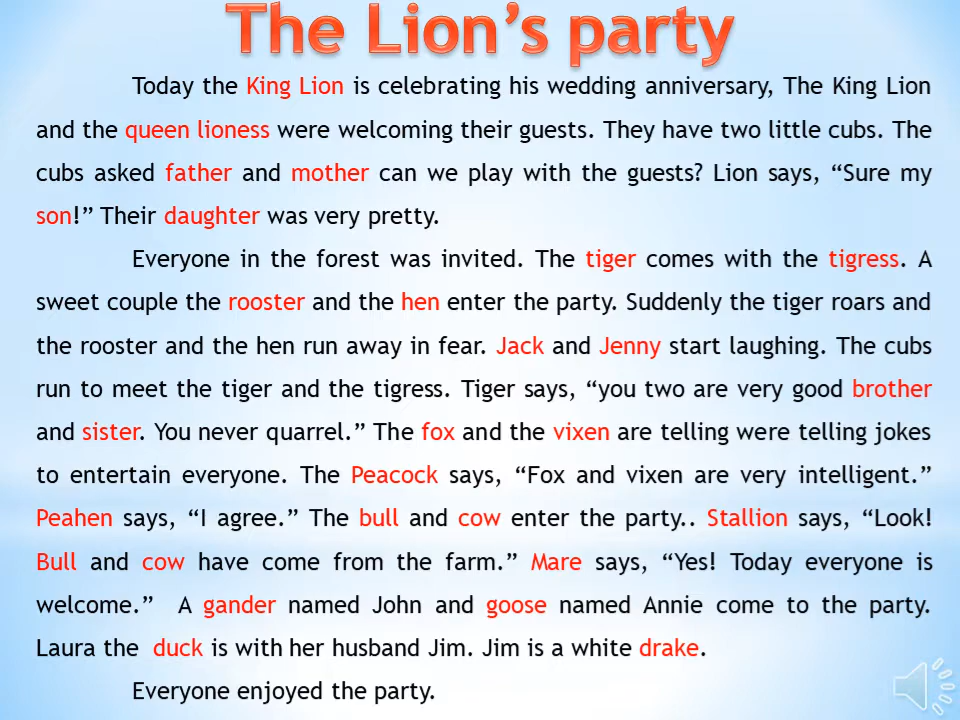 The Lion's party
Today the King Lion is celebrating his wedding anniversary, The King Lion
and the queen lioness were welcoming their guests. They have two little cubs. The
cubs asked father and mother can we play with the guests? Lion says, “Sure my
son!” Their daughter was very pretty.
Everyone in the forest was invited. The tiger comes with the tigress. A
sweet couple the rooster and the hen enter the party. Suddenly the tiger roars and
the rooster and the hen run away in fear. Jack and Jenny start laughing. The cubs
run to meet the tiger and the tigress. Tiger says, “you two are very good brother
and sister. You never quarrel.” The fox and the vixen are telling were telling jokes
to entertain everyone. The Peacock says, “Fox and vixen are very intelligent.”
Peahen says, “I agree.” The bull and cow enter the party.. Stallion says, “Look!
Bull and cow have come from the farm.” Mare says, “Yes! Today everyone is
welcome.” A gander named John and goose named Annie come to the party.
Laura the duck is with her husband Jim. Jim is a white drake.
Everyone enjoyed the party.